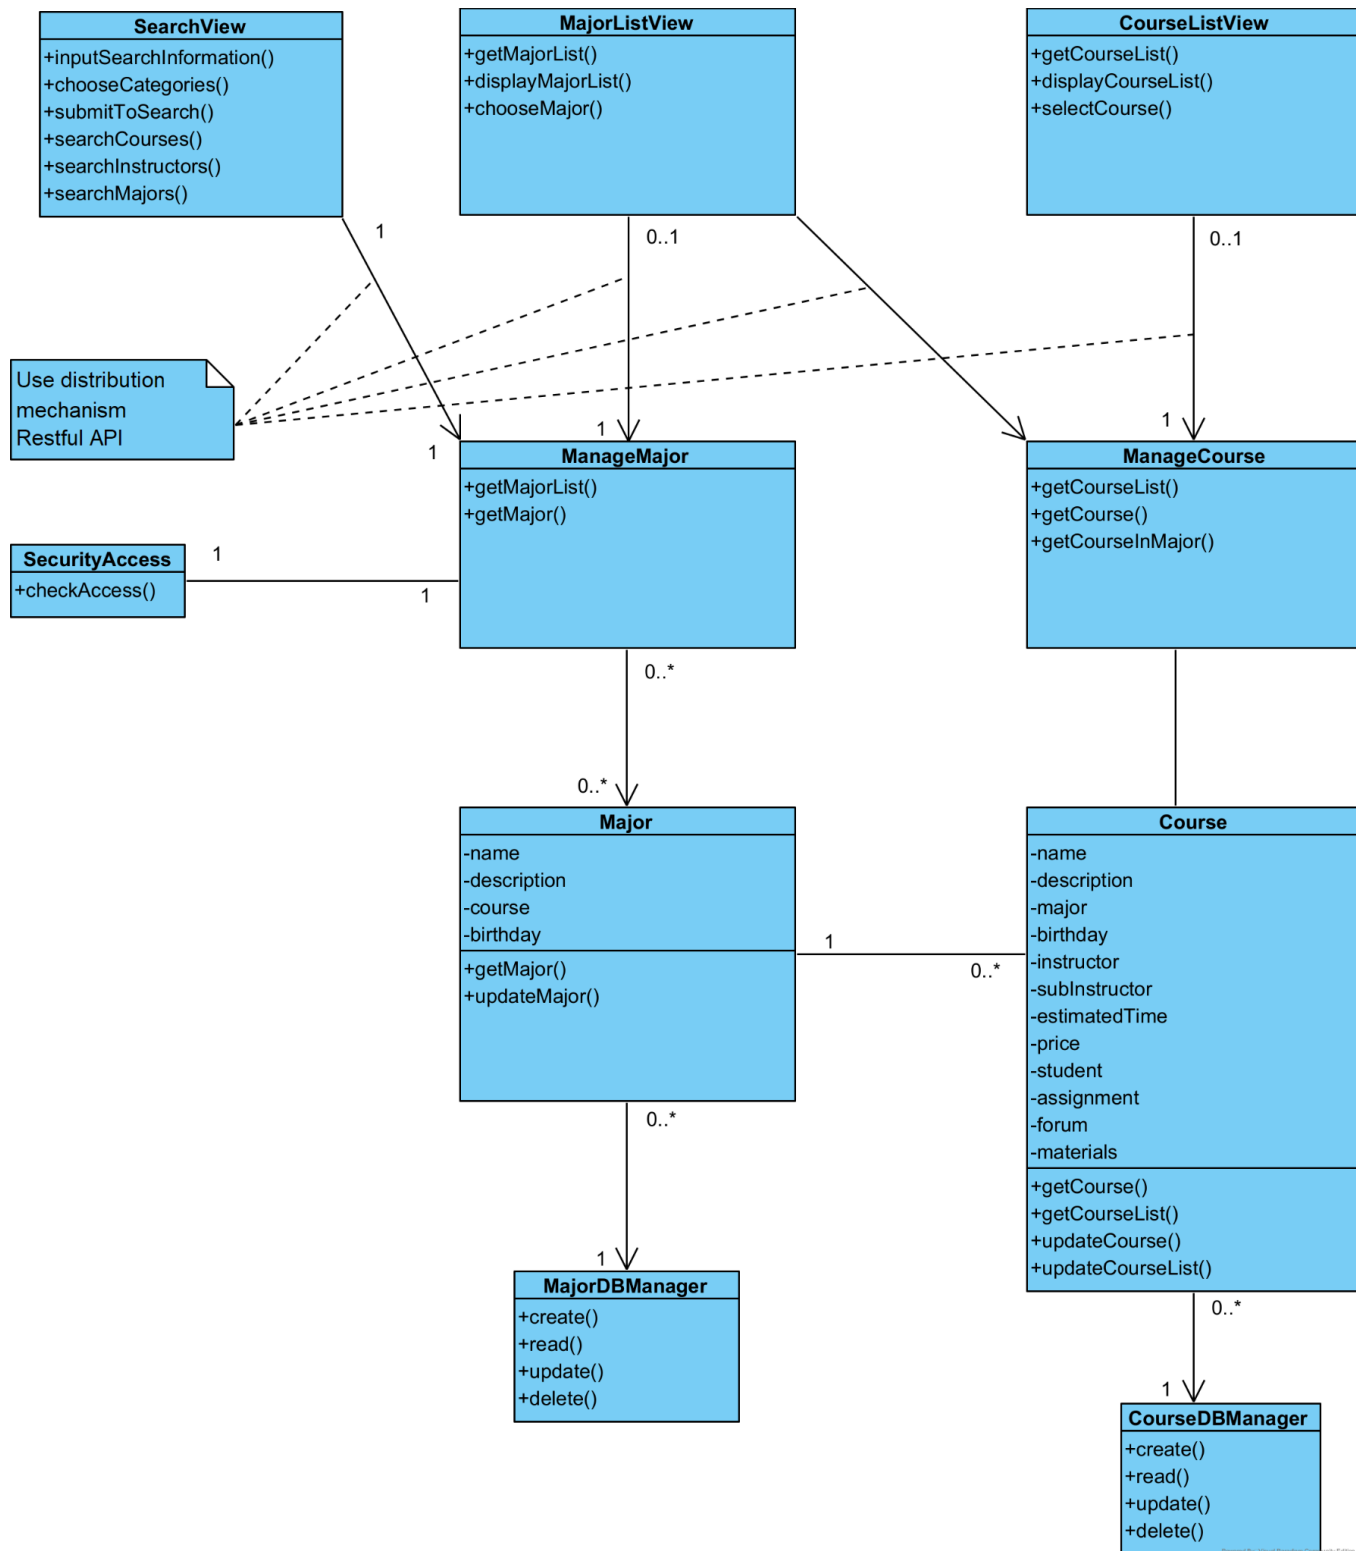 SearchView
+inputSearchInformation()
+chooseCategories()
+submitToSearch()
+searchCourses()
+searchInstructors()
+searchMajors()
MajorListView
+getMajorList()
+displayMajorList()
+chooseMajor()
CourseListView
+getCourseList()
+displayCourseList()
+selectCourse()
1
0..1
0..1
Use distribution
mechanism
Restful API
1
1
1
ManageMajor
+getMajorList()
+getMajor()
ManageCourse
+getCourseList()
+getCourse()
+getCourseInMajor()
SecurityAccess
+checkAccess()
1
1
0..*
0..*
Major
-name
-description
-course
-birthday
+getMajor()
+updateMajor()
1
0..*
Course
-name
-description
-major
-birthday
-instructor
-subInstructor
-estimatedTime
-price
-student
-assignment
-forum
-materials
+getCourse()
+getCourseList()
+updateCourse()
+updateCourseList()
0..*
1
MajorDBManager
+create()
+read()
+update()
+delete()
0..*
1
CourseDBManager
+create()
+read()
+update()
+delete()